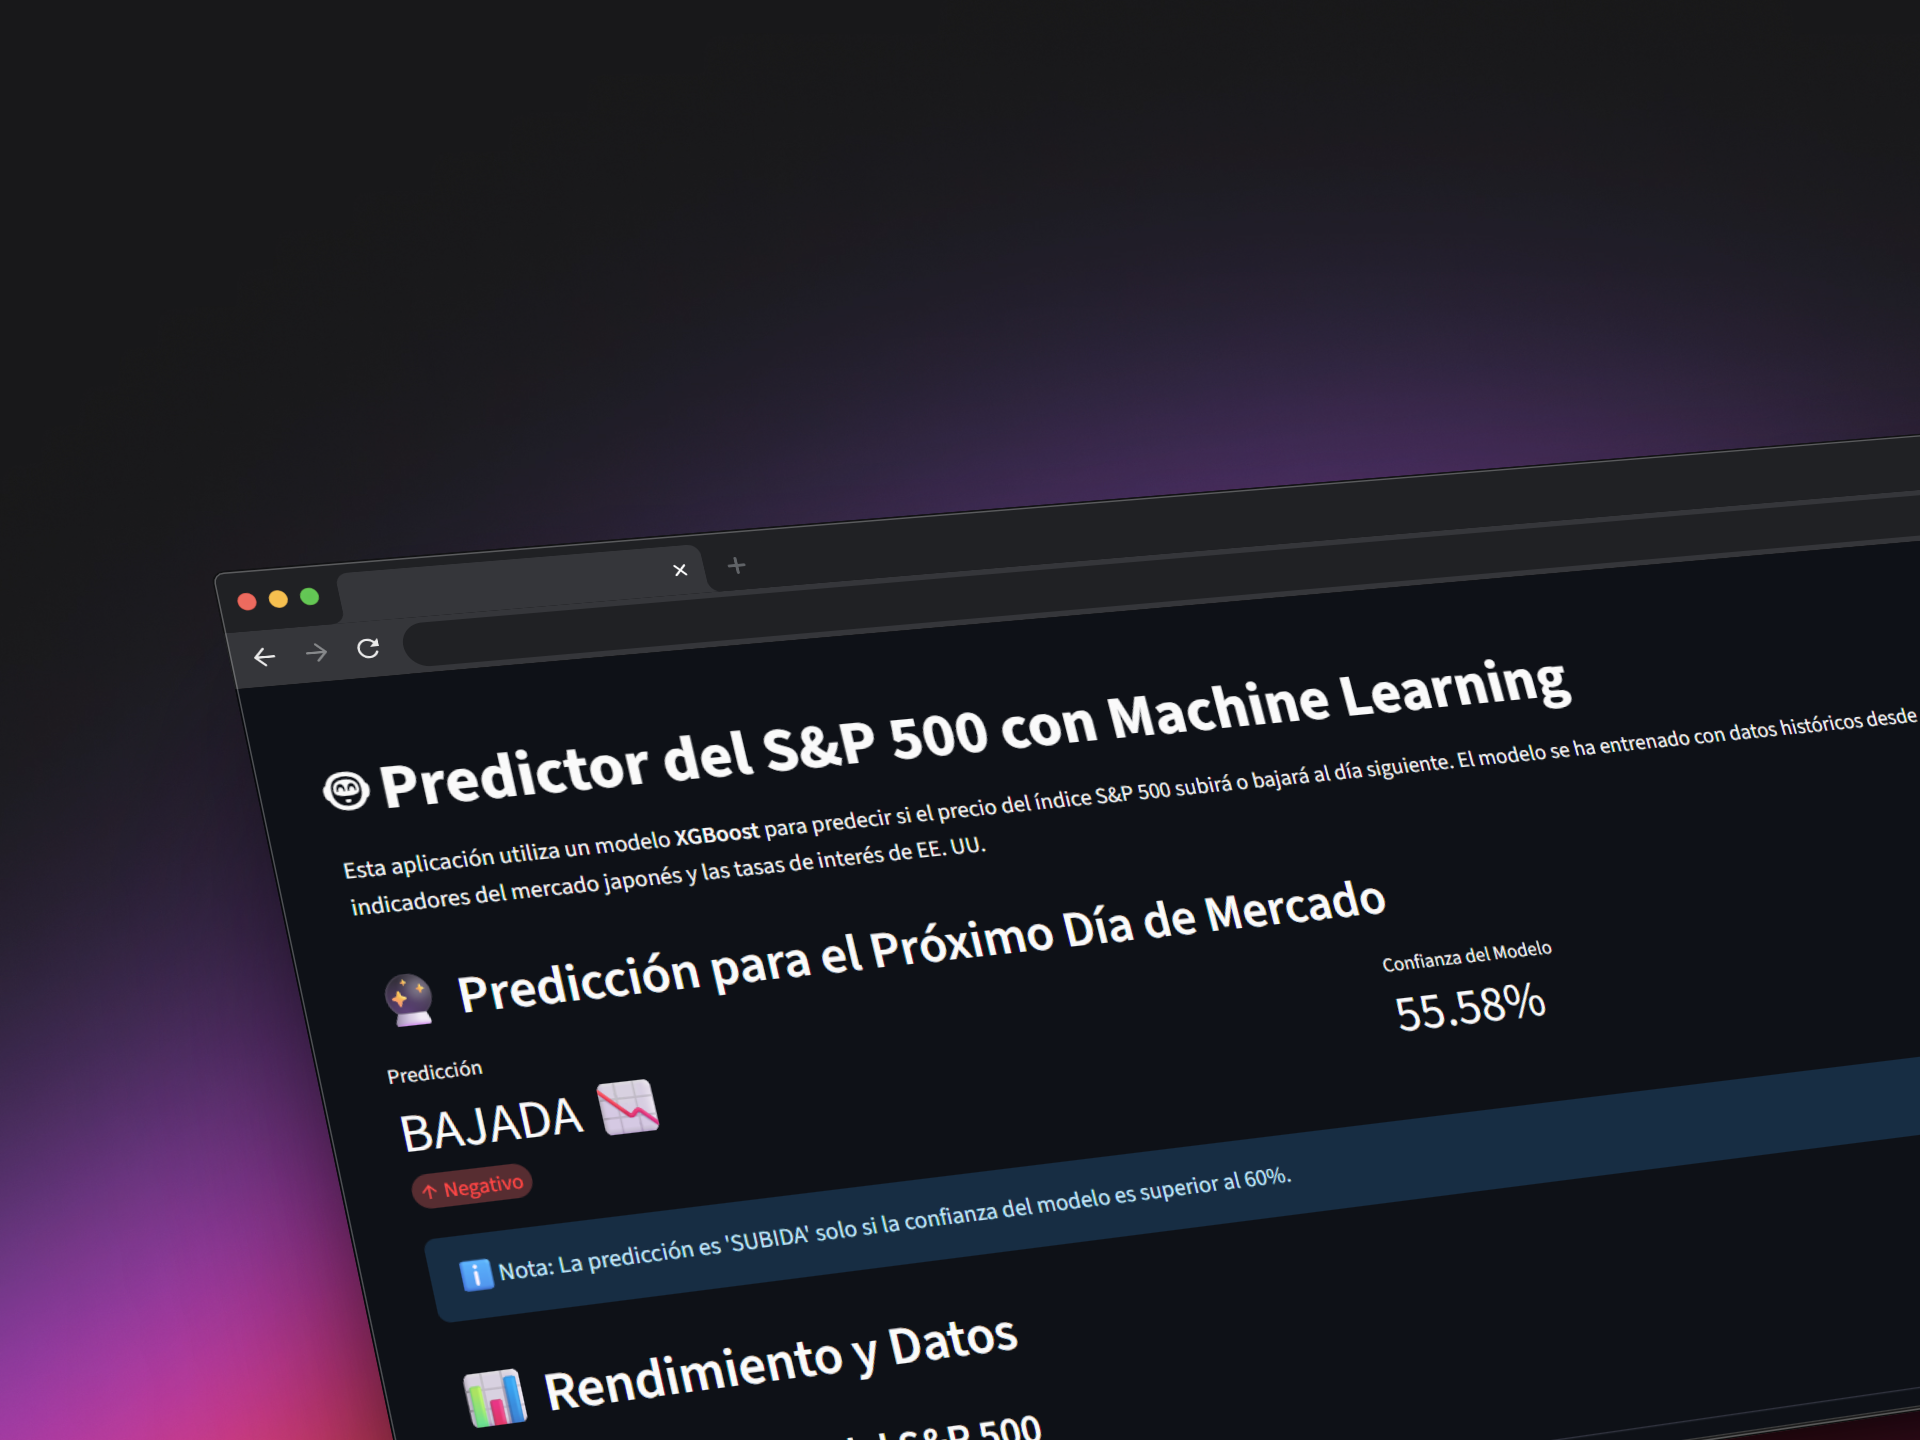 Predictor del S&P 500 con Machine Learning
Esta aplicación utiliza un modelo XGBoost para predecir si el precio del índice S&P 500 subirá o bajará al día siguiente. El modelo se ha entrenado con datos históricos desde
indicadores del mercado japonés y las tasas de interés de EE. UU.
Predicción para el Próximo Día de Mercado
Predicción
BAJADA
↑ Negativo
Confianza del Modelo
55.58%
Nota: La predicción es 'SUBIDA' solo si la confianza del modelo es superior al 60%.
Rendimiento y Datos
S&P 500